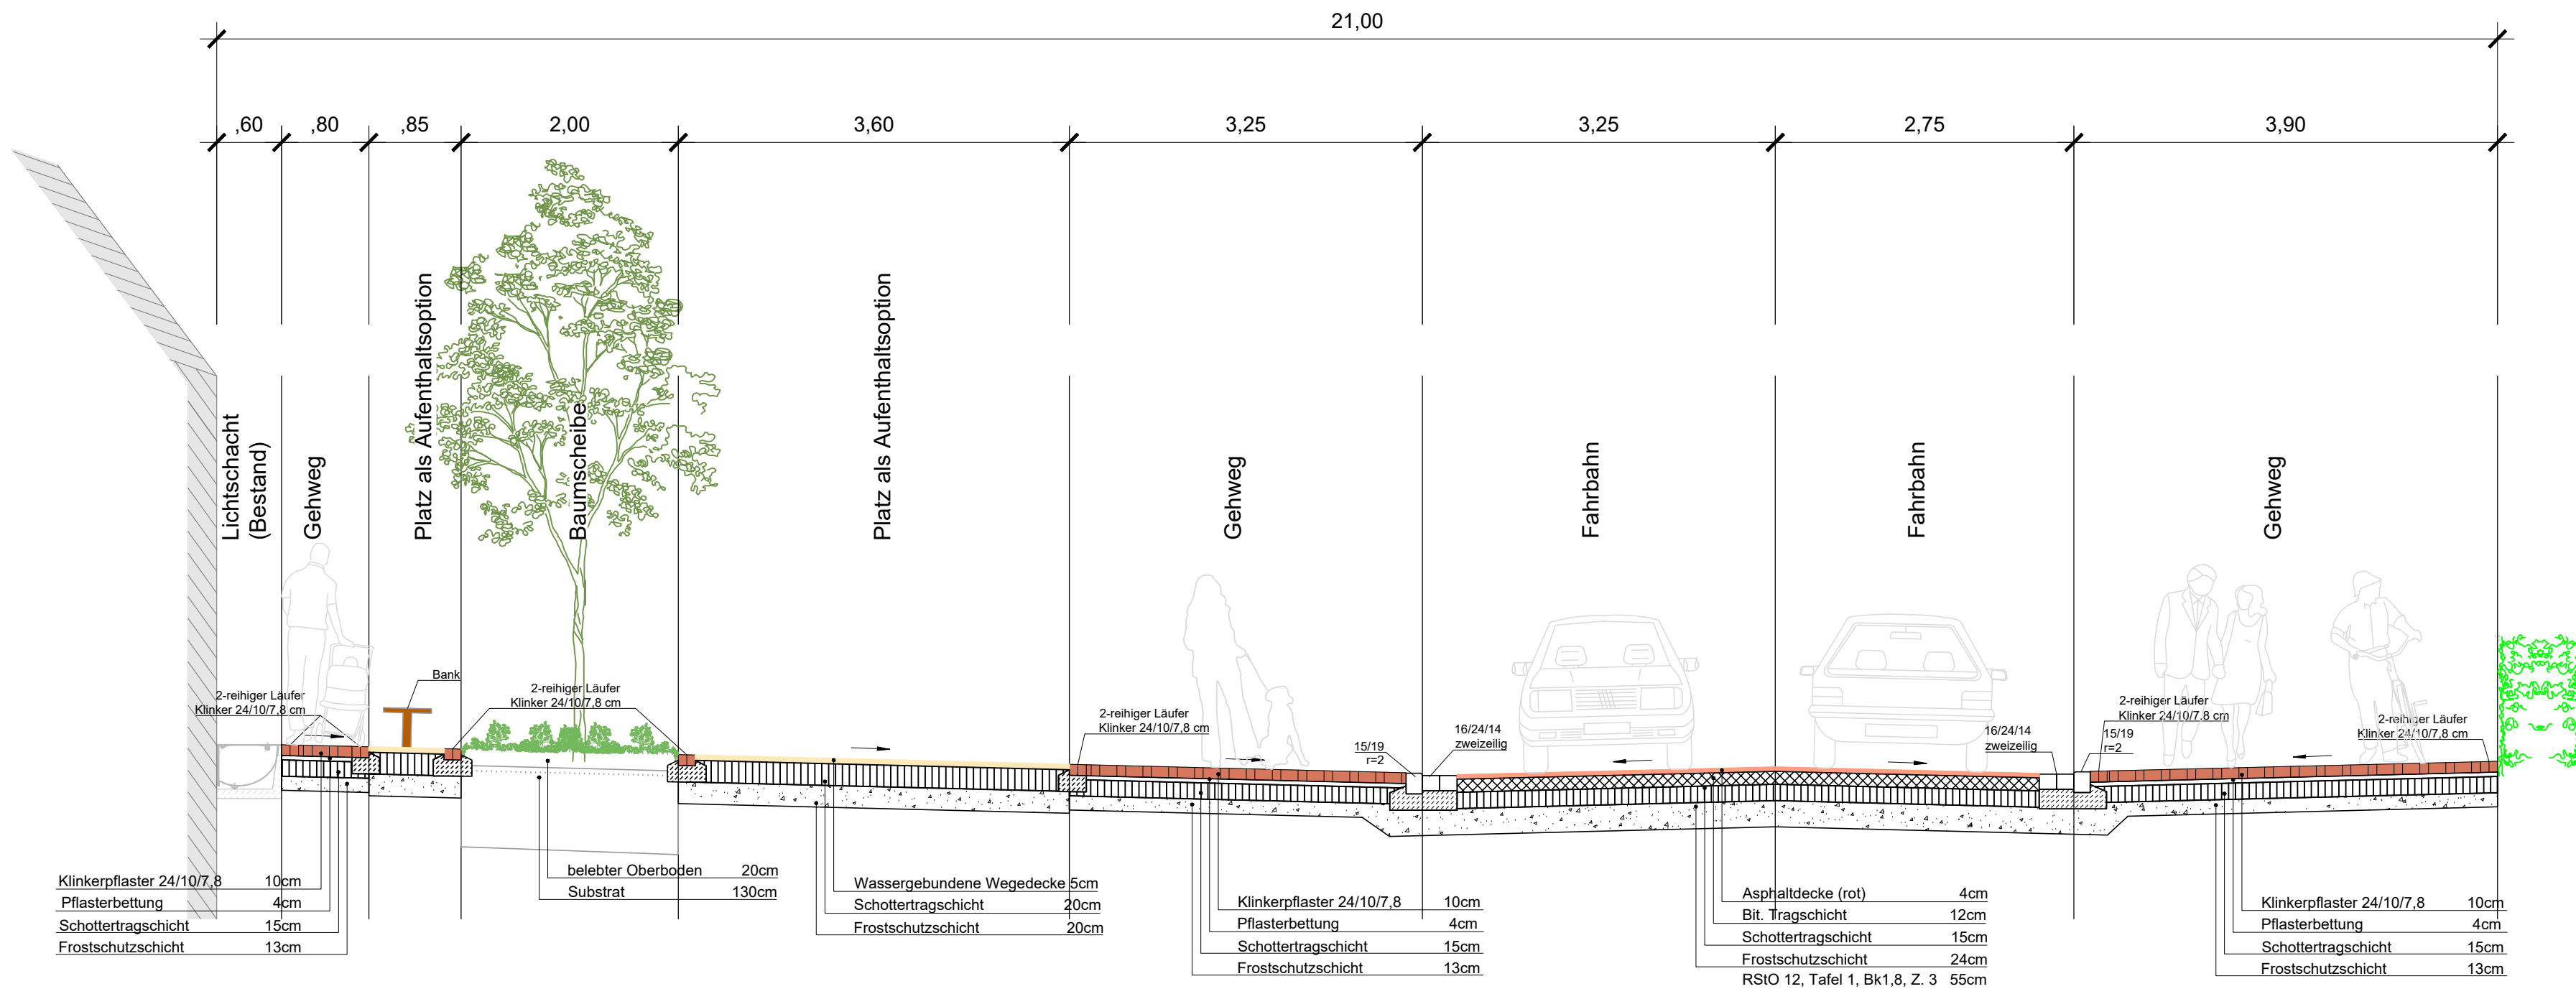 21,00
,60
,80
,85
2,00
3,60
3,25
3,25
2,75
3,90
Lichtschacht
(Bestand)
Gehweg
Platz als Aufenthaltsoption
Baumscheibe
Platz als Aufenthaltsoption
Gehweg
Fahrbahn
Fahrbahn
Gehweg
2-reihiger Läufer
Klinker 24/10/7,8 cm
Bank
2-reihiger Läufer
Klinker 24/10/7,8 cm
2-reihiger Läufer
Klinker 24/10/7,8 cm
15/19
r=2
16/24/14
zweizeilig
16/24/14
zweizeilig
2-reihiger Läufer
Klinker 24/10/7,8 cm
15/19
r=2
2-reihiger Läufer
Klinker 24/10/7,8 cm
Klinkerpflaster 24/10/7,8 10cm
Pflasterbettung 4cm
Schottertragschicht 15cm
Frostschutzschicht 13cm
belebter Oberboden 20cm
Substrat 130cm
Wassergebundene Wegedecke 5cm
Schottertragschicht 20cm
Frostschutzschicht 20cm
Klinkerpflaster 24/10/7,8 10cm
Pflasterbettung 4cm
Schottertragschicht 15cm
Frostschutzschicht 13cm
Asphaltdecke (rot) 4cm
Bit. Tragschicht 12cm
Schottertragschicht 15cm
Frostschutzschicht 24cm
RStO 12, Tafel 1, Bk1,8, Z. 3 55cm
Klinkerpflaster 24/10/7,8 10cm
Pflasterbettung 4cm
Schottertragschicht 15cm
Frostschutzschicht 13cm